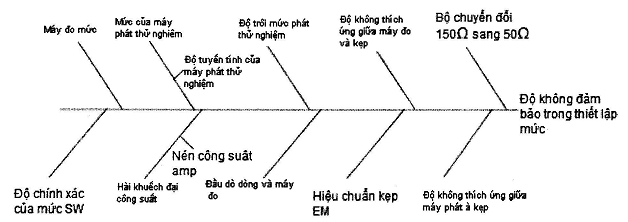 Máy đo mức
Mức của máy
phát thử nghiệm
Độ tuyến tính của
máy phát thử
nghiệm
Độ trôi mức phát
thử nghiệm
Độ không thích
ứng giữa máy đo
và kẹp
Bộ chuyển đổi
150Ω sang 50Ω
Độ không đảm
bảo trong thiết lập
mức
Độ chính xác
của mức SW
Hài khuếch đại
công suất
Nén công suất
amp
Đầu dò dòng và máy
đo
Hiệu chuẩn kẹp
EM
Độ không thích ứng giữa
máy phát à kẹp